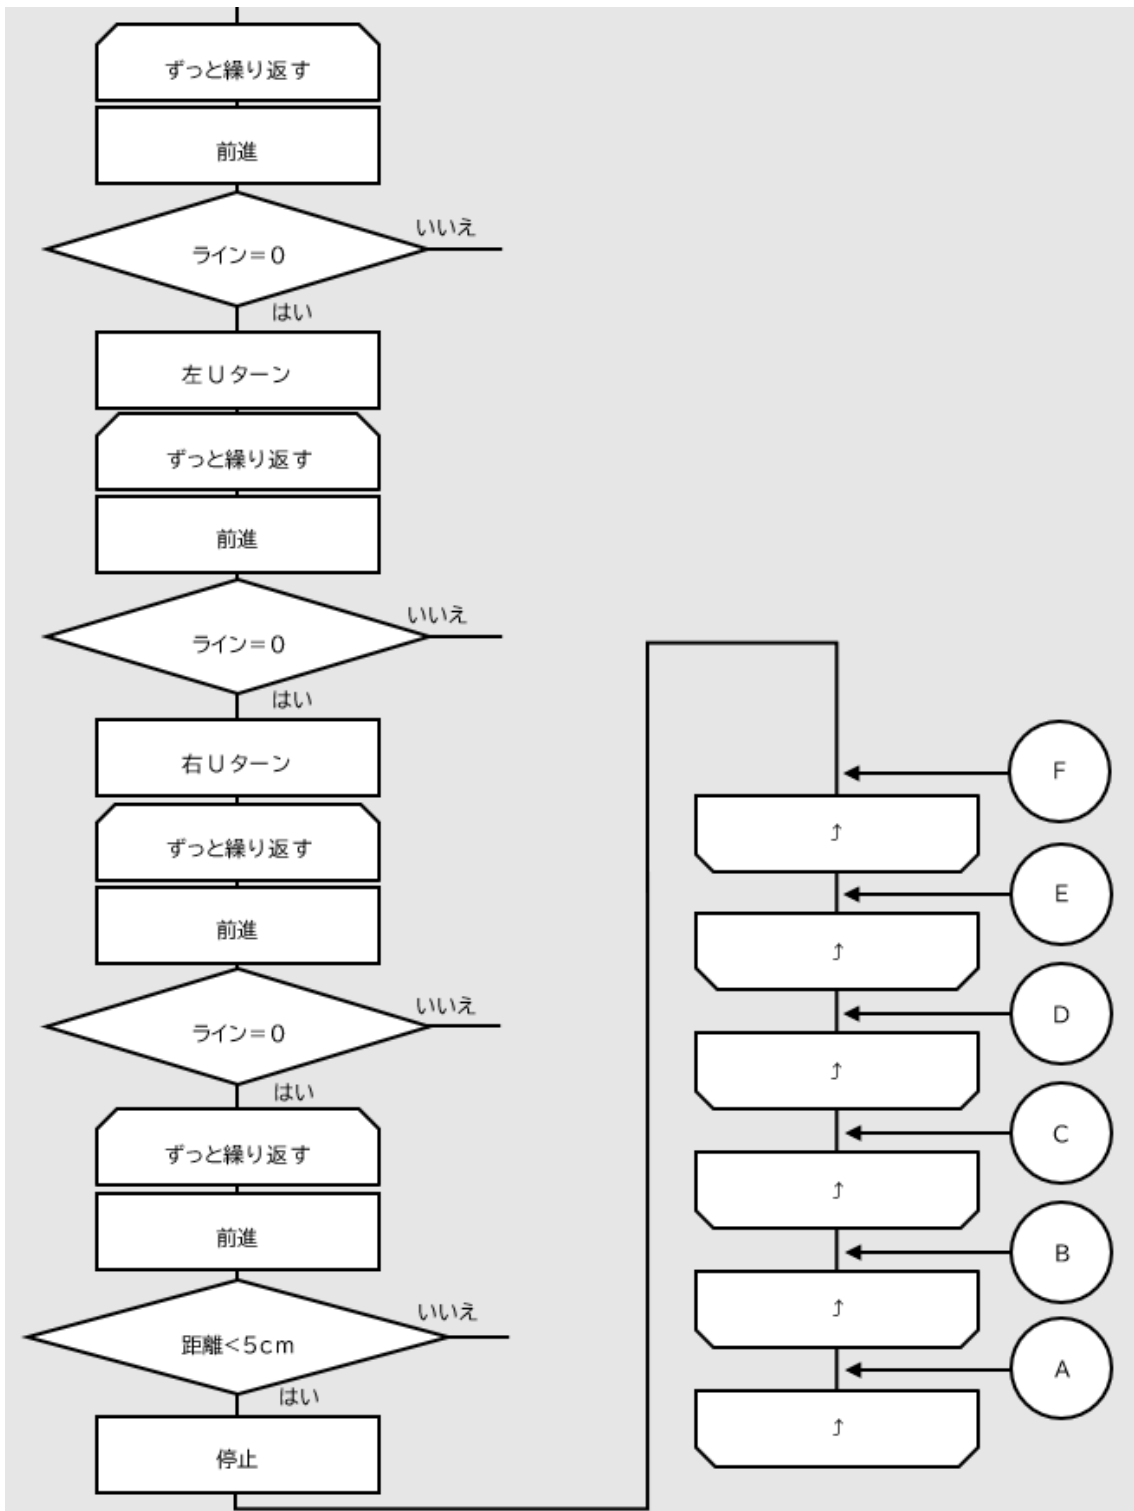 ずっと繰り返す
前進
いいえ
ライン＝０
はい
左Ｕターン
ずっと繰り返す
前進
いいえ
ライン＝０
はい
右Ｕターン
ずっと繰り返す
前進
いいえ
ライン＝０
はい
ずっと繰り返す
前進
いいえ
距離＜５ｃｍ
はい
停止
F
⤴
E
⤴
D
⤴
C
⤴
B
⤴
A
⤴